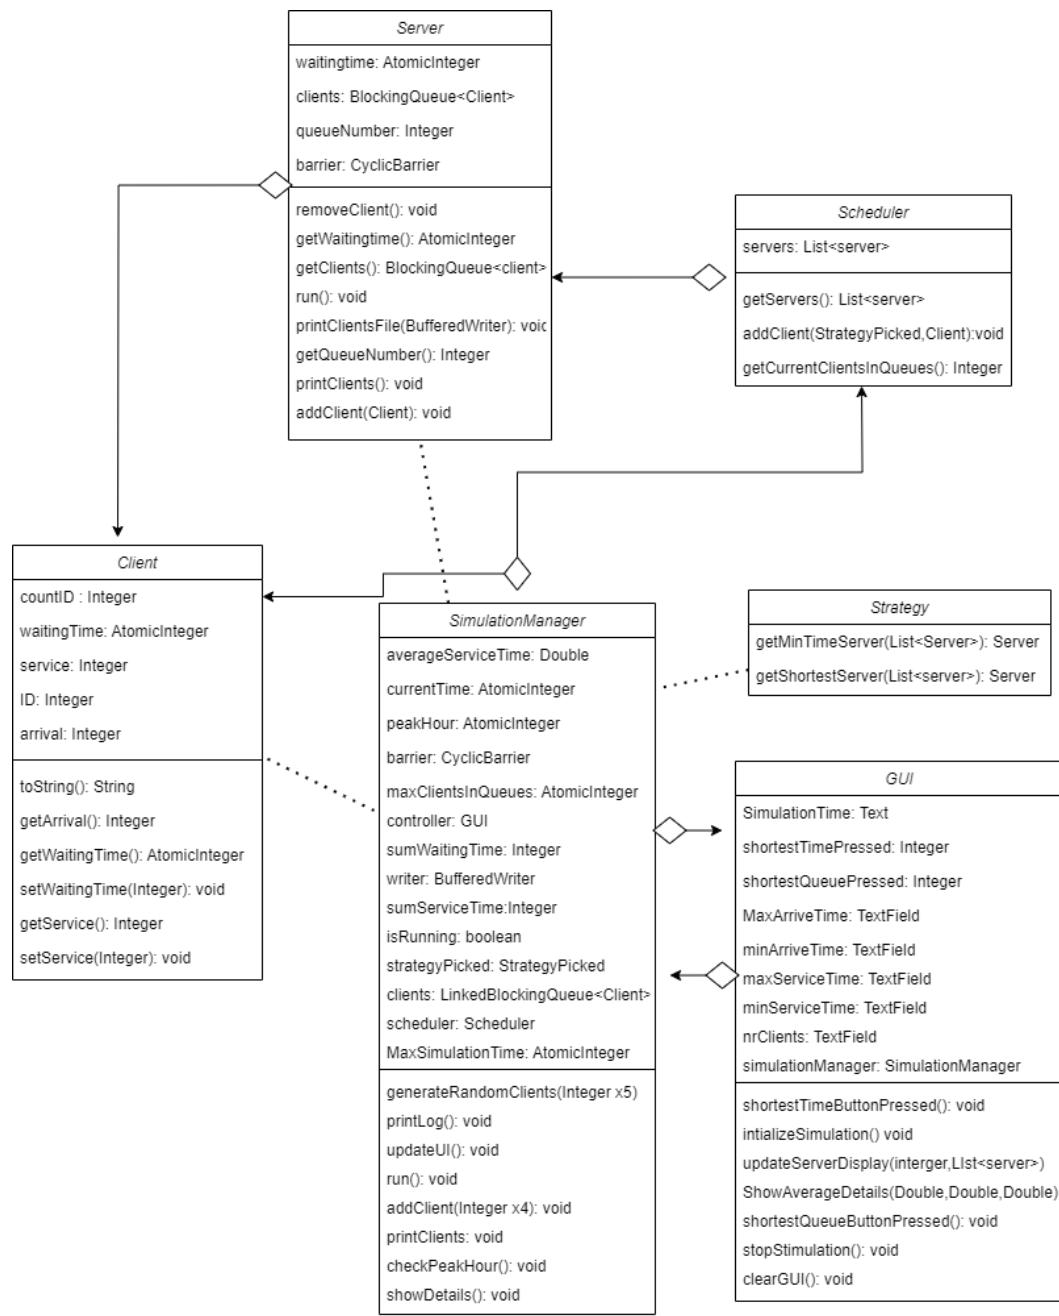 Server
waitingtime: AtomicInteger
clients: BlockingQueue<Client>
queueNumber: Integer
barrier: CyclicBarrier
removeClient(): void
getWaitingtime(): AtomicInteger
getClients(): BlockingQueue<client>
run(): void
printClientsFile(BufferedWriter): void
getQueueNumber(): Integer
printClients(): void
addClient(Client): void
Scheduler
servers: List<server>
getServers(): List<server>
addClient(StrategyPicked,Client):void
getCurrentClientsInQueues(): Integer
Client
countID : Integer
waitingTime: AtomicInteger
service: Integer
ID: Integer
arrival: Integer
toString(): String
getArrival(): Integer
getWaitingTime(): AtomicInteger
setWaitingTime(Integer): void
getService(): Integer
setService(Integer): void
SimulationManager
averageServiceTime: Double
currentTime: AtomicInteger
peakHour: AtomicInteger
barrier: CyclicBarrier
maxClientsInQueues: AtomicInteger
controller: GUI
sumWaitingTime: Integer
writer: BufferedWriter
sumServiceTime:Integer
isRunning: boolean
strategyPicked: StrategyPicked
clients: LinkedBlockingQueue<Client>
scheduler: Scheduler
MaxSimulationTime: AtomicInteger
generateRandomClients(Integer x5)
printLog(): void
updateUI(): void
run(): void
addClient(Integer x4): void
printClients: void
checkPeakHour(): void
showDetails(): void
Strategy
getMinTimeServer(List<Server>): Server
getShortestServer(List<server>): Server
GUI
SimulationTime: Text
shortestTimePressed: Integer
shortestQueuePressed: Integer
MaxArriveTime: TextField
minArriveTime: TextField
maxServiceTime: TextField
minServiceTime: TextField
nrClients: TextField
simulationManager: SimulationManager
shortestTimeButtonPressed(): void
intializeSimulation() void
updateServerDisplay(interger,LIst<server>)
ShowAverageDetails(Double,Double,Double)
shortestQueueButtonPressed(): void
stopStimulation(): void
clearGUI(): void